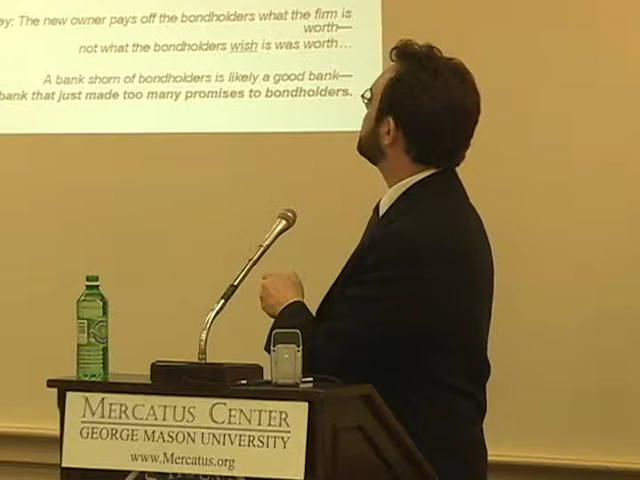 ey: The new owner pays off the bondholders what the firm is
worth—
not what the bondholders wish is was worth…
A bank shorn of bondholders is likely a good bank—
bank that just made too many promises to bondholders.
MERCATUS CENTER
GEORGE MASON UNIVERSITY
www.Mercatus.org